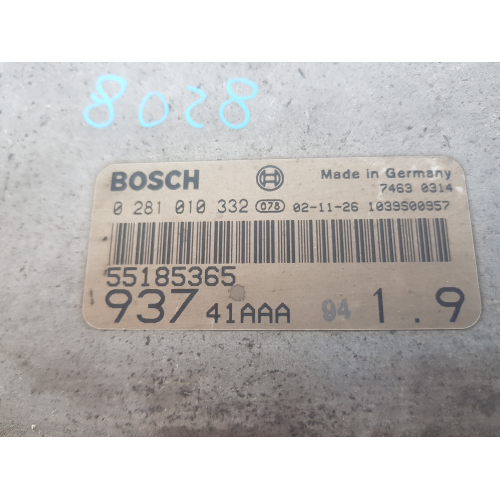 8028
BOSCH
Made in Germany
7463 0314
0 281 010 332 078 02-11-26 1039S00957
55185365
937 41AAA 94 1.9